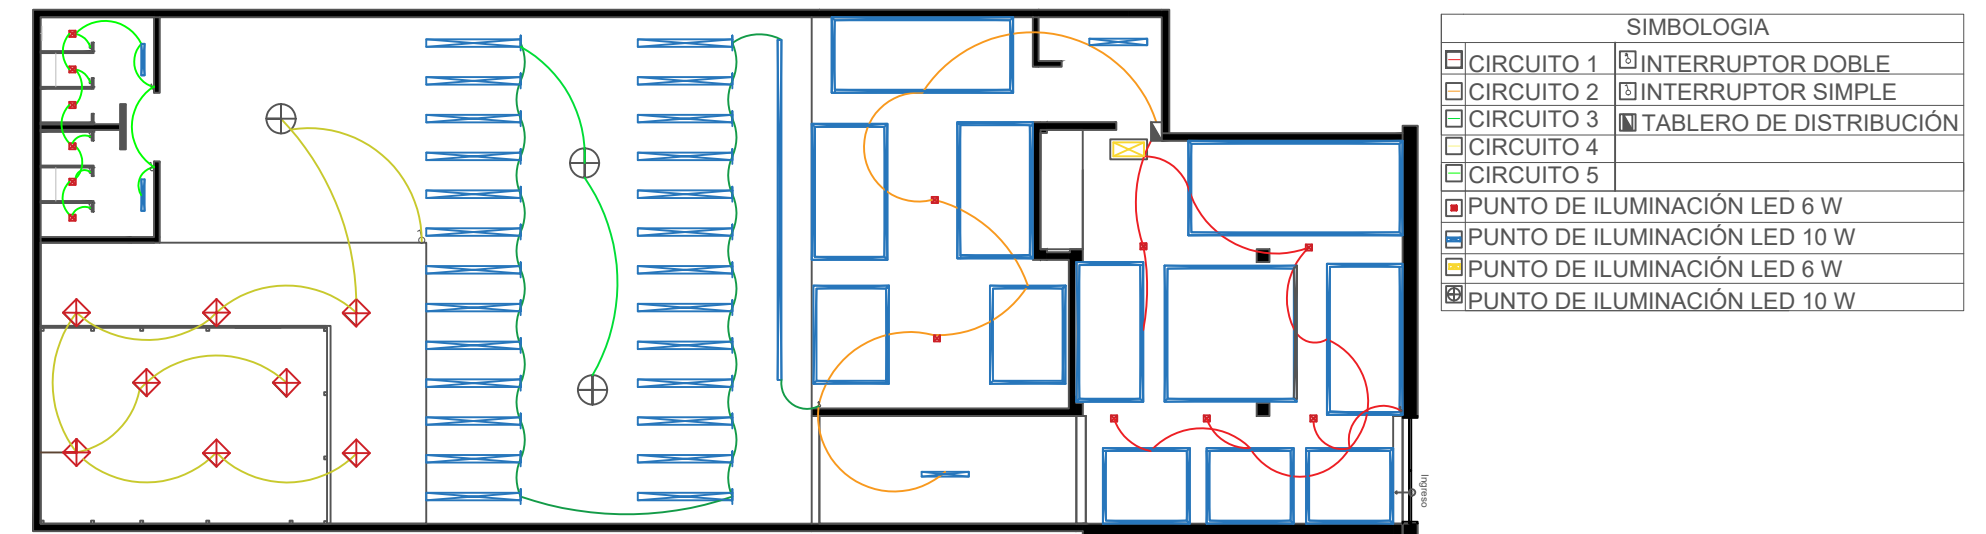 SIMBOLOGIA
CIRCUITO 1 INTERRUPTOR DOBLE
CIRCUITO 2 INTERRUPTOR SIMPLE
CIRCUITO 3 TABLERO DE DISTRIBUCIÓN
CIRCUITO 4
CIRCUITO 5
PUNTO DE ILUMINACIÓN LED 6 W
PUNTO DE ILUMINACIÓN LED 10 W
PUNTO DE ILUMINACIÓN LED 6 W
PUNTO DE ILUMINACIÓN LED 10 W
Ingreso